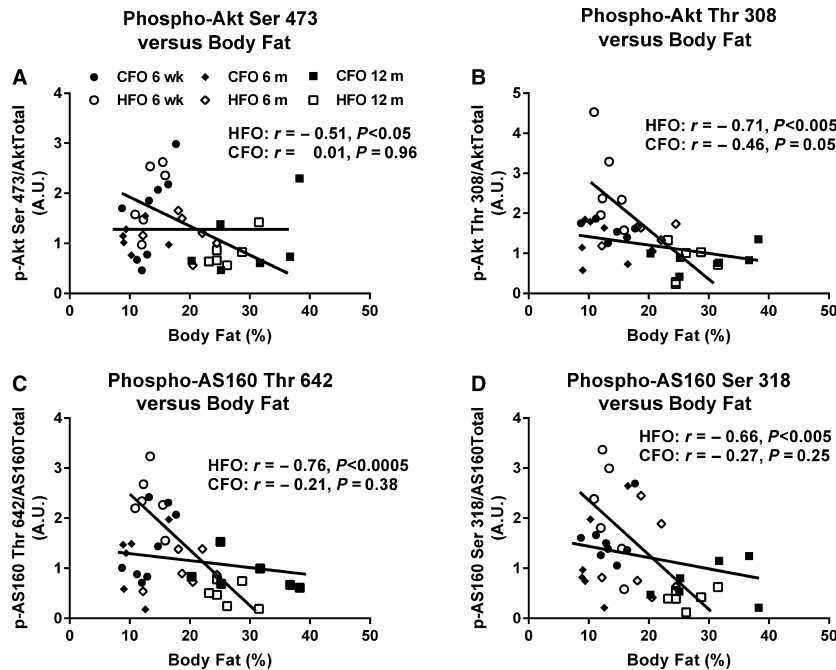 Phospho-Akt Ser 473
versus Body Fat
A
CFO 6 wk
CFO 6 m
CFO 12 m
HFO 6 wk
HFO 6 m
HFO 12 m
HFO: r = – 0.51, P<0.05
CFO: r = 0.01, P = 0.96
p-Akt Ser 473/AktTotal
(A.U.)
4
3
2
1
0
0 10 20 30 40 50
Body Fat (%)
Phospho-Akt Thr 308
versus Body Fat
B
HFO: r = – 0.71, P<0.005
CFO: r = – 0.46, P = 0.05
p-Akt Thr 308/AktTotal
(A.U.)
5
4
3
2
1
0
0 10 20 30 40 50
Body Fat (%)
C
Phospho-AS160 Thr 642
versus Body Fat
HFO: r = – 0.76, P<0.0005
CFO: r = – 0.21, P = 0.38
p-AS160 Thr 642/AS160Total
(A.U.)
4
3
2
1
0
0 10 20 30 40 50
Body Fat (%)
D
Phospho-AS160 Ser 318
versus Body Fat
HFO: r = – 0.66, P<0.005
CFO: r = – 0.27, P = 0.25
p-AS160 Ser 318/AS160Total
(A.U.)
4
3
2
1
0
0 10 20 30 40 50
Body Fat (%)